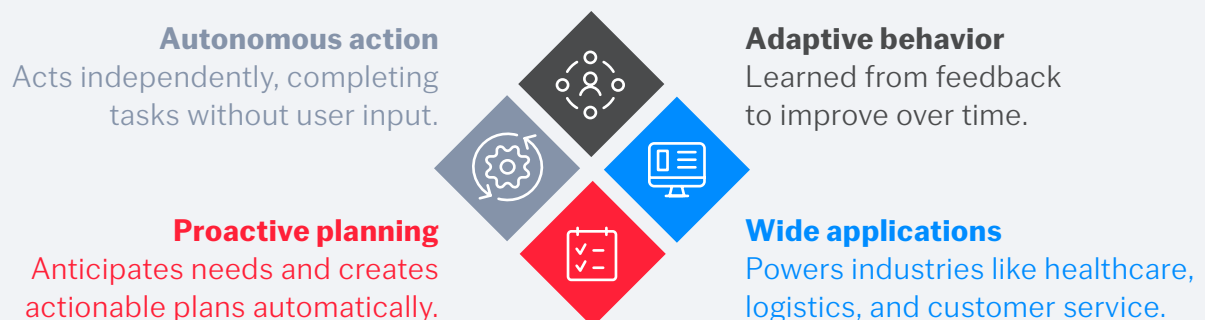 Autonomous action
Acts independently, completing
tasks without user input.
Adaptive behavior
Learned from feedback
to improve over time.
Proactive planning
Anticipates needs and creates
actionable plans automatically.
Wide applications
Powers industries like healthcare,
logistics, and customer service.